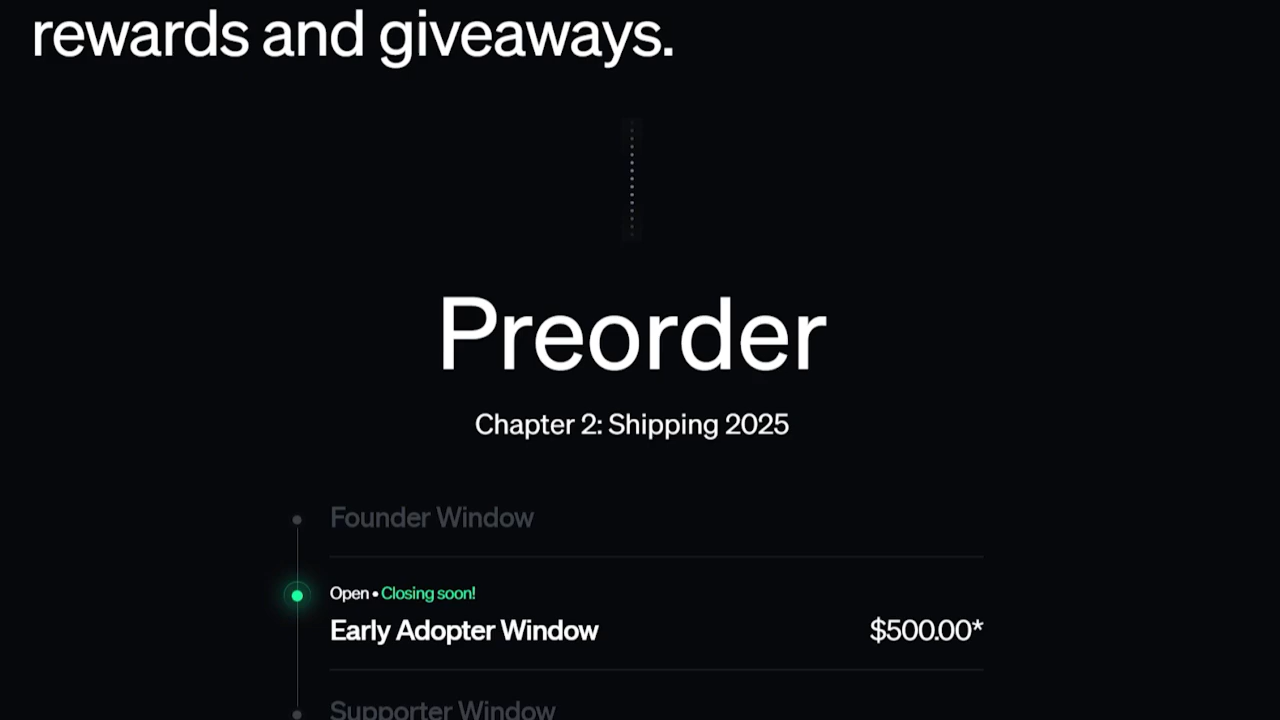 rewards and giveaways.
Preorder
Chapter 2: Shipping 2025
Founder Window
Open • Closing soon!
Early Adopter Window
$500.00*
Supporter Window